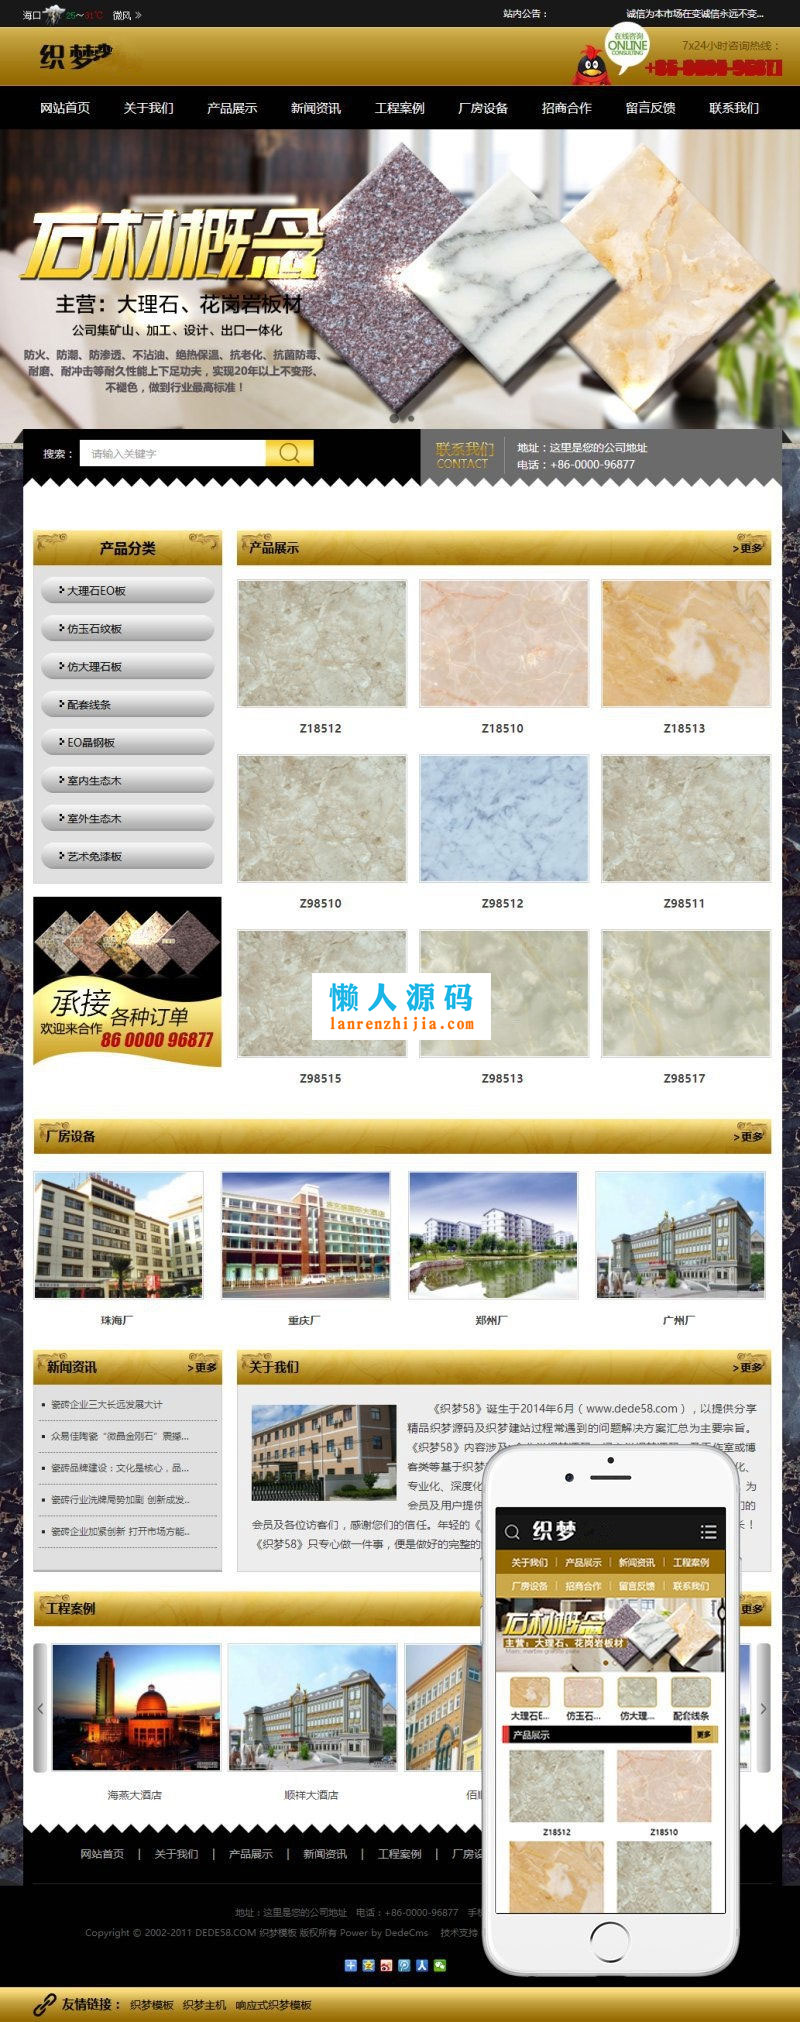 海口 25～31℃ 微风
站内公告：
诚信为本市场在变诚信永远不变...
织梦
在线咨询
ONLINE
CONSULTING
7x24小时咨询热线：
+86-0000-96877
网站首页 关于我们 产品展示 新闻资讯 工程案例 厂房设备 招商合作 留言反馈 联系我们
石材概念
主营：大理石、花岗岩板材
公司集矿山、加工、设计、出口一体化
防火、防潮、防渗透、不沾油、绝热保温、抗老化、抗菌防毒、
耐磨、耐冲击等耐久性能上下足功夫，实现20年以上不变形、
不褪色，做到行业最高标准！
搜索： 请输入关键字
联系我们
CONTACT
地址：这里是您的公司地址
电话：+86-0000-96877
产品分类
大理石EO板
仿玉石纹板
仿大理石板
配套线条
EO晶钢板
室内生态木
室外生态木
艺术免漆板
承接
各种订单
欢迎来合作
86 0000 96877
产品展示 >更多
Z18512 Z18510 Z18513
Z98510 Z98512 Z98511
懒人源码
lanrenzhijia.com
Z98515 Z98513 Z98517
厂房设备 >更多
珠海厂 重庆厂 郑州厂 广州厂
新闻资讯 >更多
瓷砖企业三大长远发展大计
众易佳陶瓷“微晶金刚石”震撼...
瓷砖品牌建设：文化是核心，品...
瓷砖行业洗牌局势加剧 创新成发...
瓷砖企业加紧创新 打开市场方能...
关于我们 >更多
《织梦58》诞生于2014年6月（www.dede58.com），以提供分享
精品织梦源码及织梦建站过程常遇到的问题解决方案汇总为主要宗旨。
《织梦58》内容涉及
作室或博
客类等基于织梦
化、
专业化、深度化
为
会员及用户提供
们的
会员及各位访客们，感谢您们的信任。年轻的《
长！
《织梦58》只专心做一件事，便是做好的完整的
工程案例
更多
海燕大酒店 顺祥大酒店 佰
网站首页 | 关于我们 | 产品展示 | 新闻资讯 | 工程案例 | 厂房设
地址：这里是您的公司地址 电话：+86-0000-96877 手
Copyright © 2002-2011 DEDE58.COM 织梦模板 版权所有 Power by DedeCms 技术支持
友情链接： 织梦模板 织梦主机 响应式织梦模板
织梦
关于我们 | 产品展示 | 新闻资讯 | 工程案例
厂房设备 | 招商合作 | 留言反馈 | 联系我们
石材概念
主营：大理石、花岗岩板材
Main: marble granite plate
大理石E... 仿玉石... 仿大理... 配套线条
产品展示 更多
Z18512 Z18510